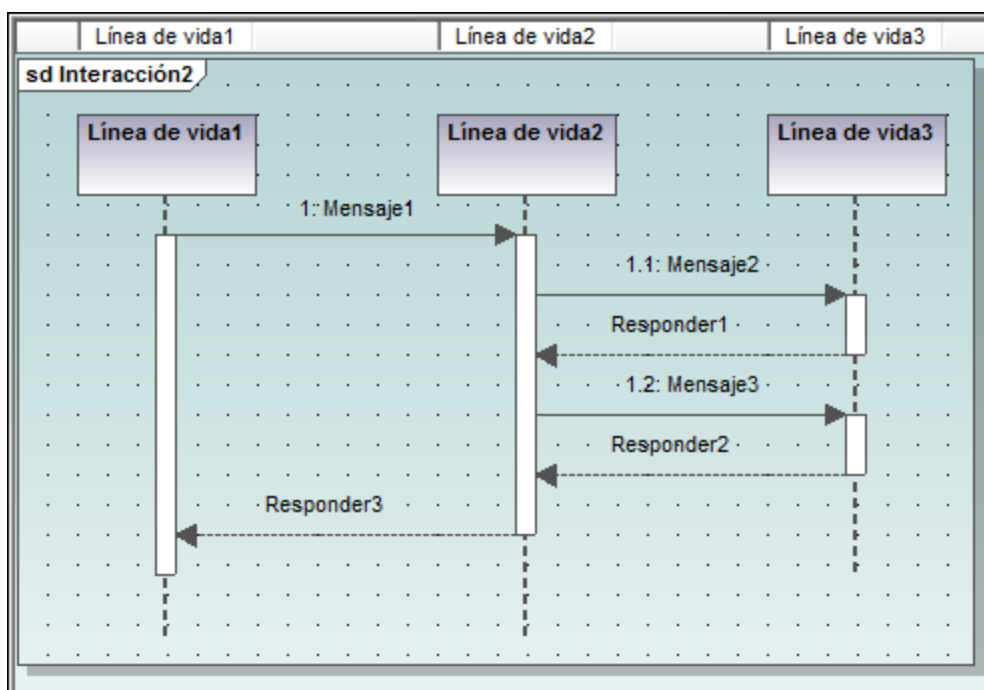 Línea de vida1 Línea de vida2 Línea de vida3
sd Interacción2
Línea de vida1 Línea de vida2 Línea de vida3
1: Mensaje1
1.1: Mensaje2
Responder1
1.2: Mensaje3
Responder2
Responder3